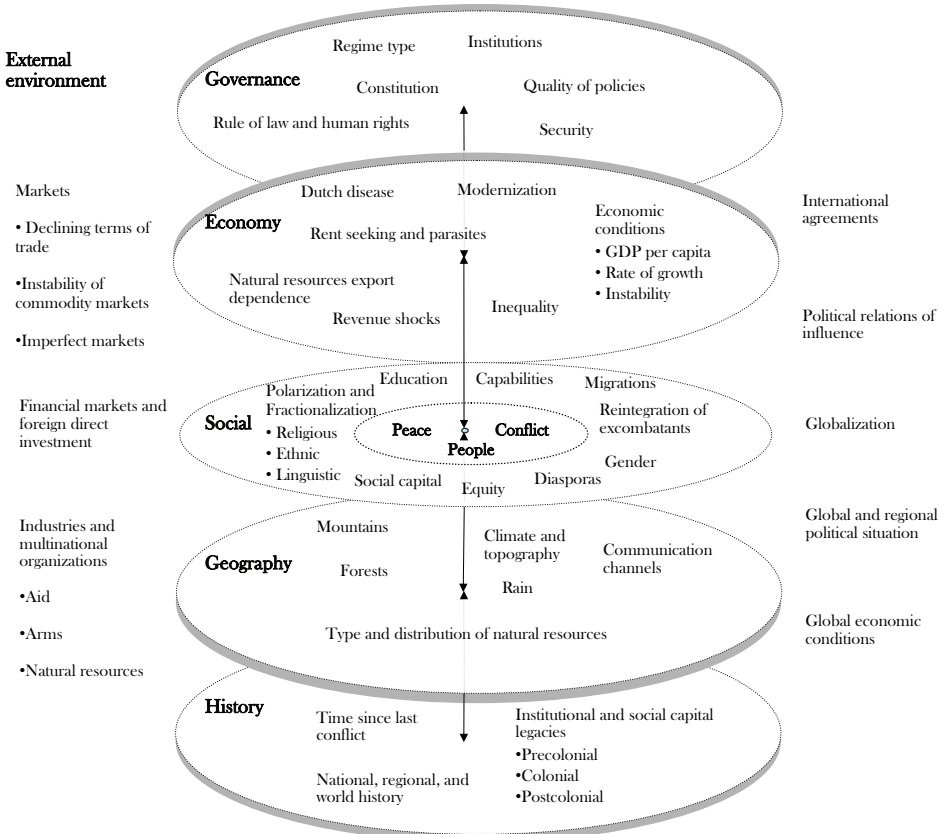 External
environment
Regime type
Institutions
Governance
Constitution
Quality of policies
Rule of law and human rights
Security
Markets
• Declining terms of
trade
•Instability of
commodity markets
•Imperfect markets
Dutch disease
Modernization
Economy
Rent seeking and parasites
Economic
conditions
• GDP per capita
• Rate of growth
• Instability
Natural resources export
dependence
Inequality
Revenue shocks
International
agreements
Political relations of
influence
Financial markets and
foreign direct
investment
Education
Capabilities
Migrations
Polarization and
Fractionalization
• Religious
• Ethnic
• Linguistic
Social
Peace
Conflict
People
Reintegration of
excombatants
Gender
Social capital
Equity
Diasporas
Globalization
Industries and
multinational
organizations
•Aid
•Arms
•Natural resources
Mountains
Climate and
topography
Communication
channels
Geography
Forests
Rain
Type and distribution of natural resources
Global and regional
political situation
Global economic
conditions
History
Time since last
conflict
Institutional and social capital
legacies
•Precolonial
•Colonial
•Postcolonial
National, regional, and
world history